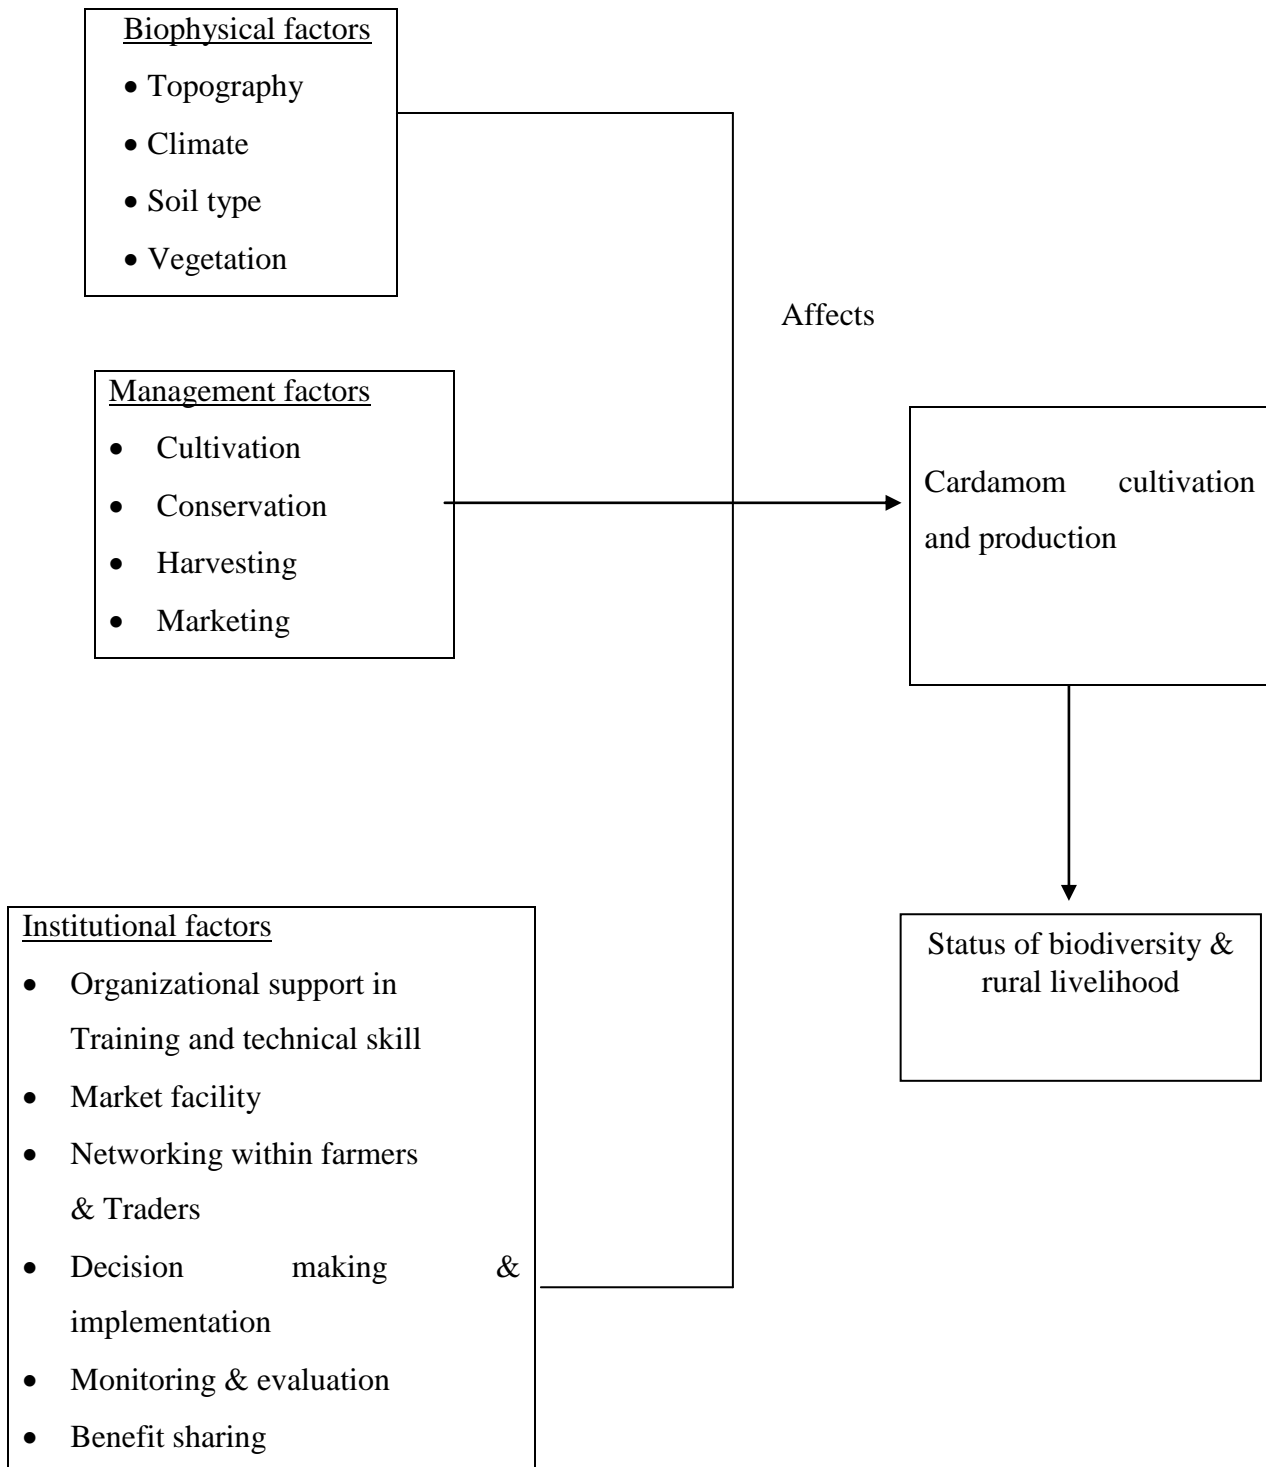 Biophysical factors
• Topography
• Climate
• Soil type
• Vegetation
Affects
Management factors
• Cultivation
• Conservation
• Harvesting
• Marketing
Cardamom cultivation
and production
Institutional factors
• Organizational support in
Training and technical skill
• Market facility
• Networking within farmers
& Traders
• Decision making &
implementation
• Monitoring & evaluation
• Benefit sharing
Status of biodiversity &
rural livelihood